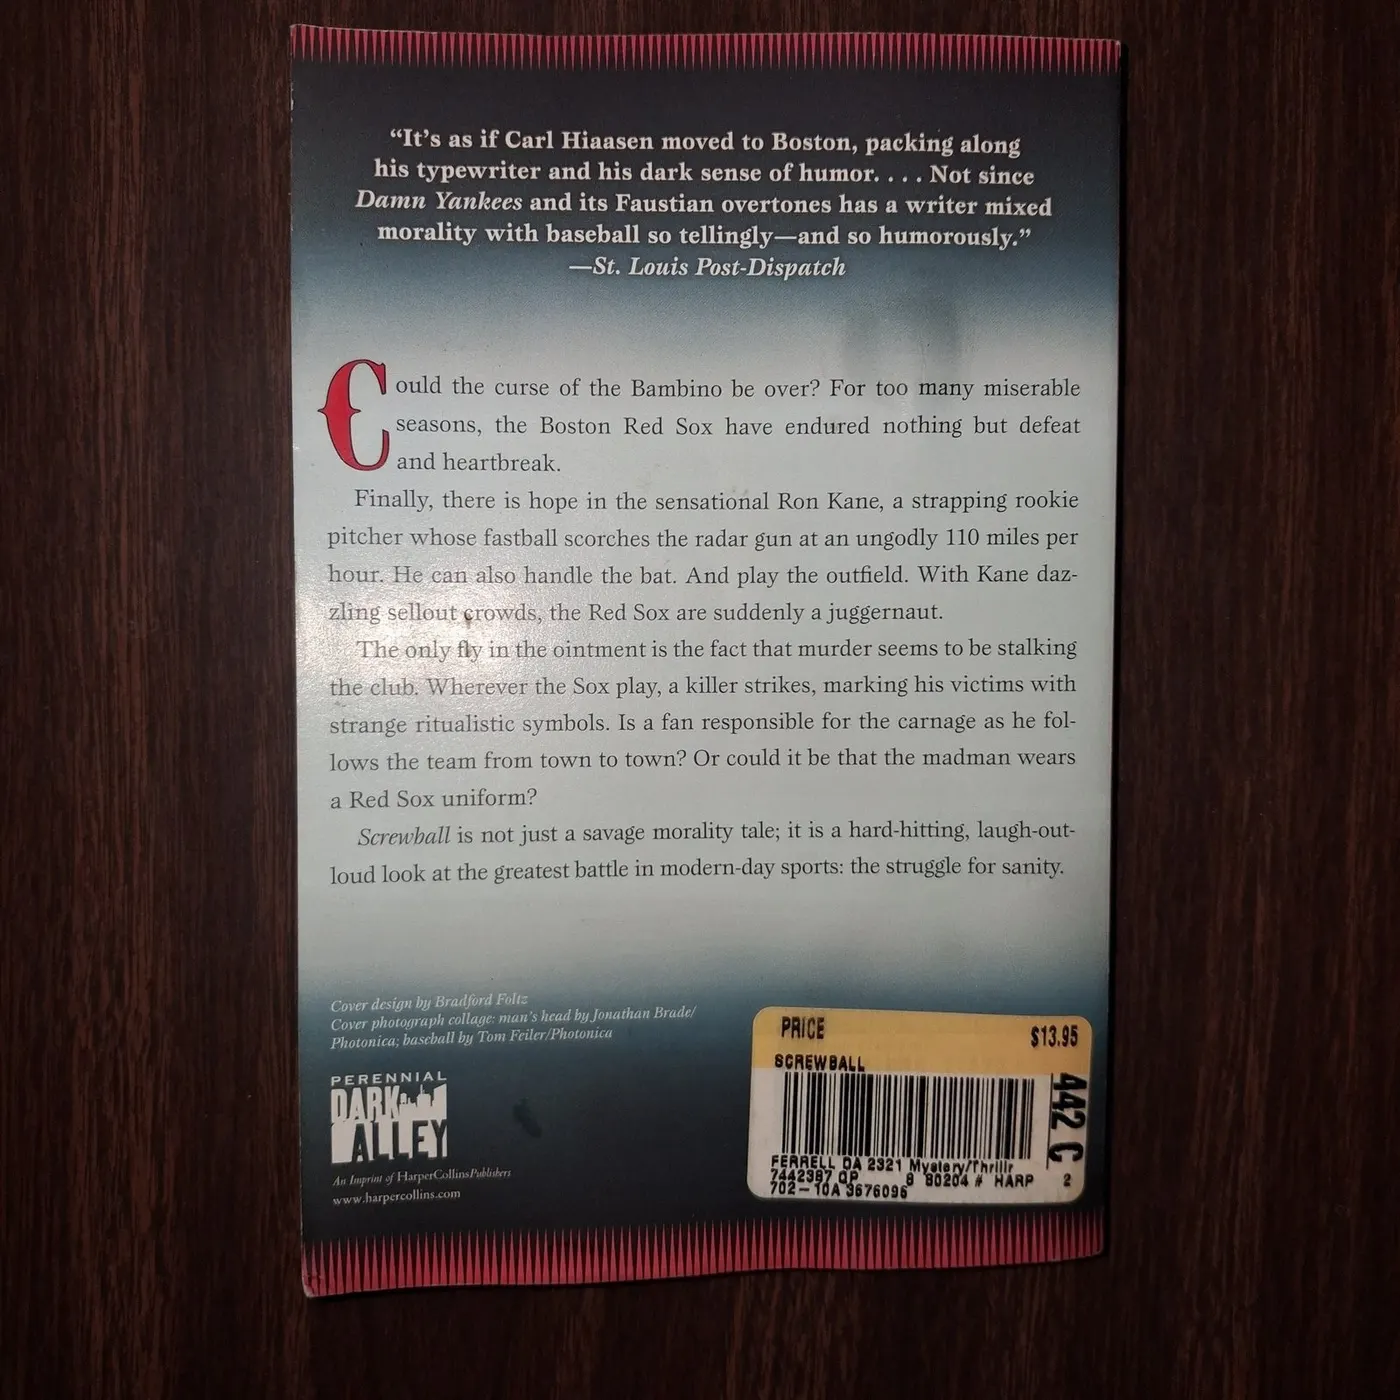 “It’s as if Carl Hiaasen moved to Boston, packing along
his typewriter and his dark sense of humor. . . . Not since
Damn Yankees and its Faustian overtones has a writer mixed
morality with baseball so tellingly—and so humorously.”
—St. Louis Post-Dispatch
Could the curse of the Bambino be over? For too many miserable
seasons, the Boston Red Sox have endured nothing but defeat
and heartbreak.
Finally, there is hope in the sensational Ron Kane, a strapping rookie
pitcher whose fastball scorches the radar gun at an ungodly 110 miles per
hour. He can also handle the bat. And play the outfield. With Kane daz-
zling sellout crowds, the Red Sox are suddenly a juggernaut.
The only fly in the ointment is the fact that murder seems to be stalking
the club. Wherever the Sox play, a killer strikes, marking his victims with
strange ritualistic symbols. Is a fan responsible for the carnage as he fol-
lows the team from town to town? Or could it be that the madman wears
a Red Sox uniform?
Screwball is not just a savage morality tale; it is a hard-hitting, laugh-out-
loud look at the greatest battle in modern-day sports: the struggle for sanity.
Cover design by Bradford Foltz
Cover photograph collage: man’s head by Jonathan Brade/
Photonica; baseball by Tom Feiler/Photonica
PERENNIAL
DARK
ALLEY
An Imprint of HarperCollinsPublishers
www.harpercollins.com
PRICE $13.95
SCREWBALL
442 C
FERRELL DA 2321 Mystery/Thrillr
7442387 QP 8 80204 # HARP 2
702-10A 3676096